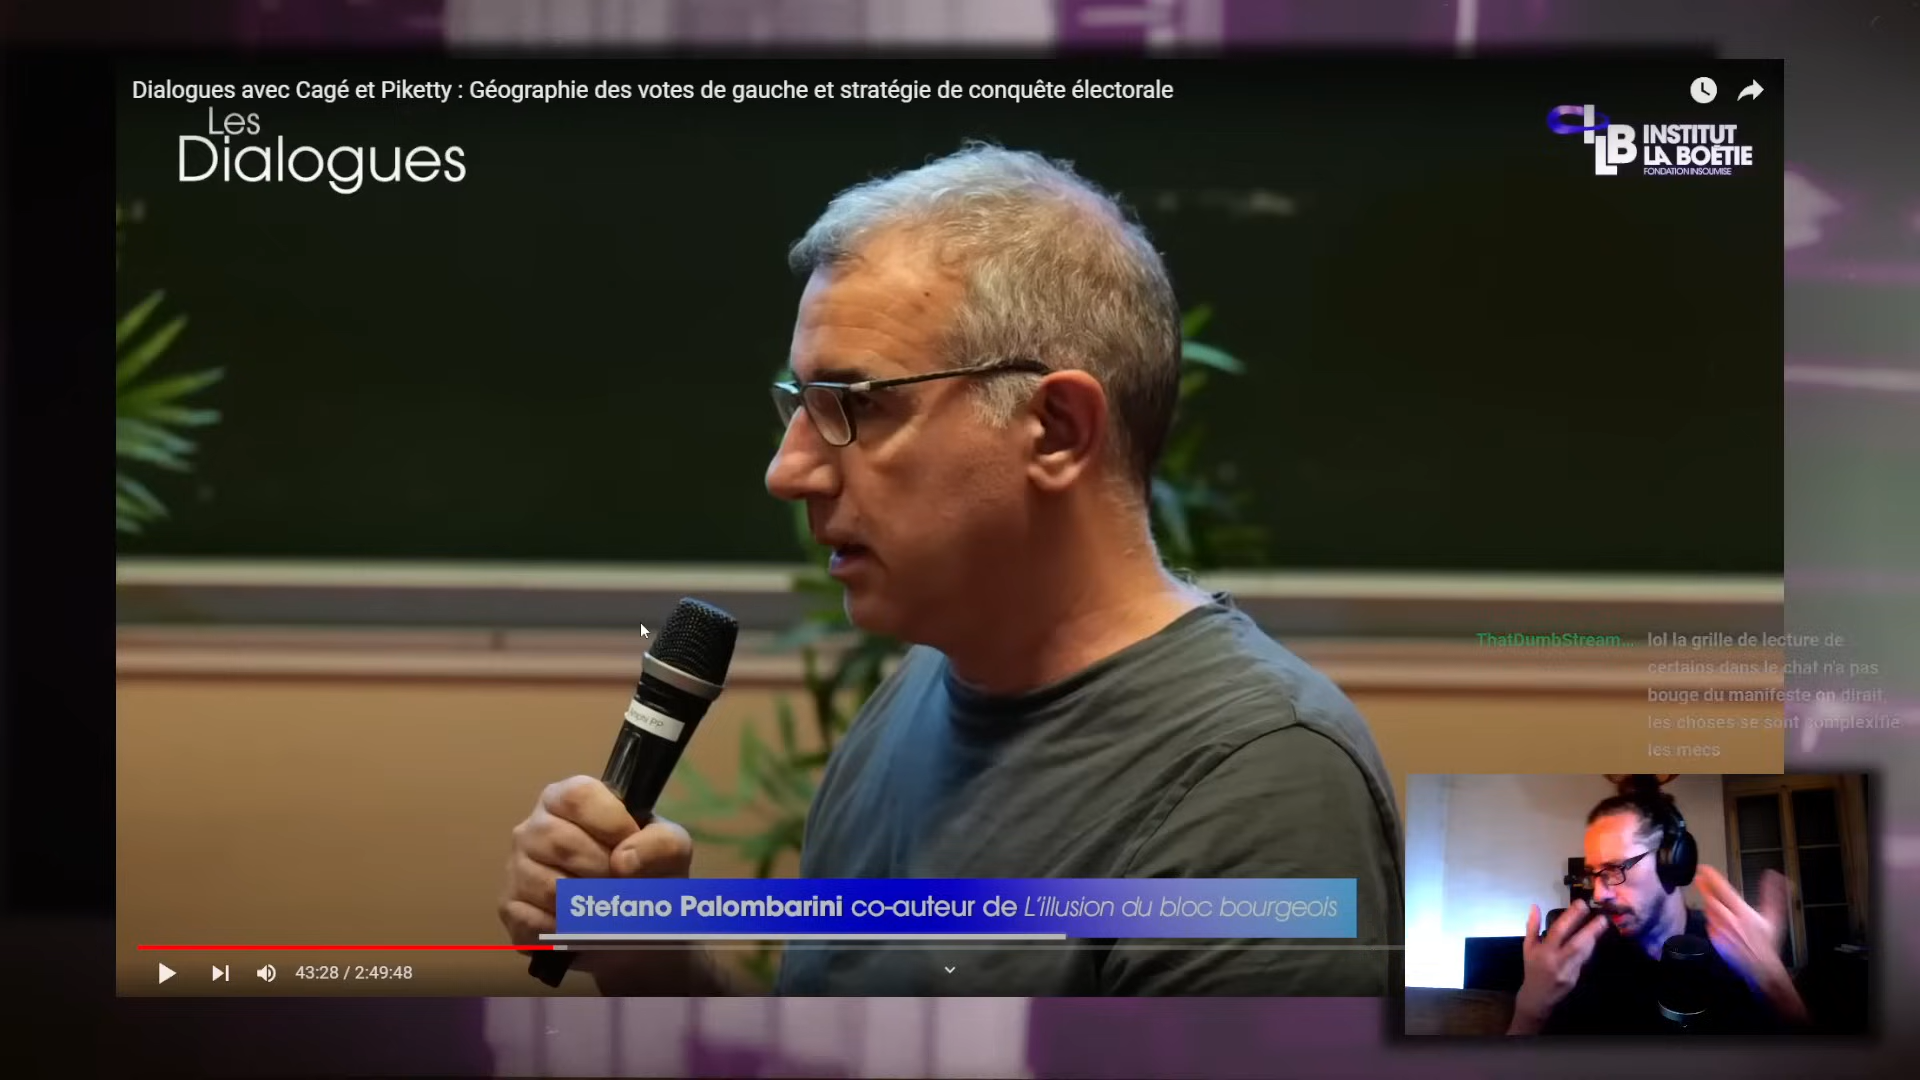 Dialogues avec Cagé et Piketty : Géographie des votes de gauche et stratégie de conquête électorale
Les
Dialogues
ILB INSTITUT
LA BOÉTIE
FONDATION INSOUMISE
ThatDumbStream... lol la grille de lecture de
certains dans le chat n'a pas
bouge du manifeste on dirait,
les choses se sont complexifié
les mecs
PP
Stefano Palombarini co-auteur de L'illusion du bloc bourgeois
43:28 / 2:49:48